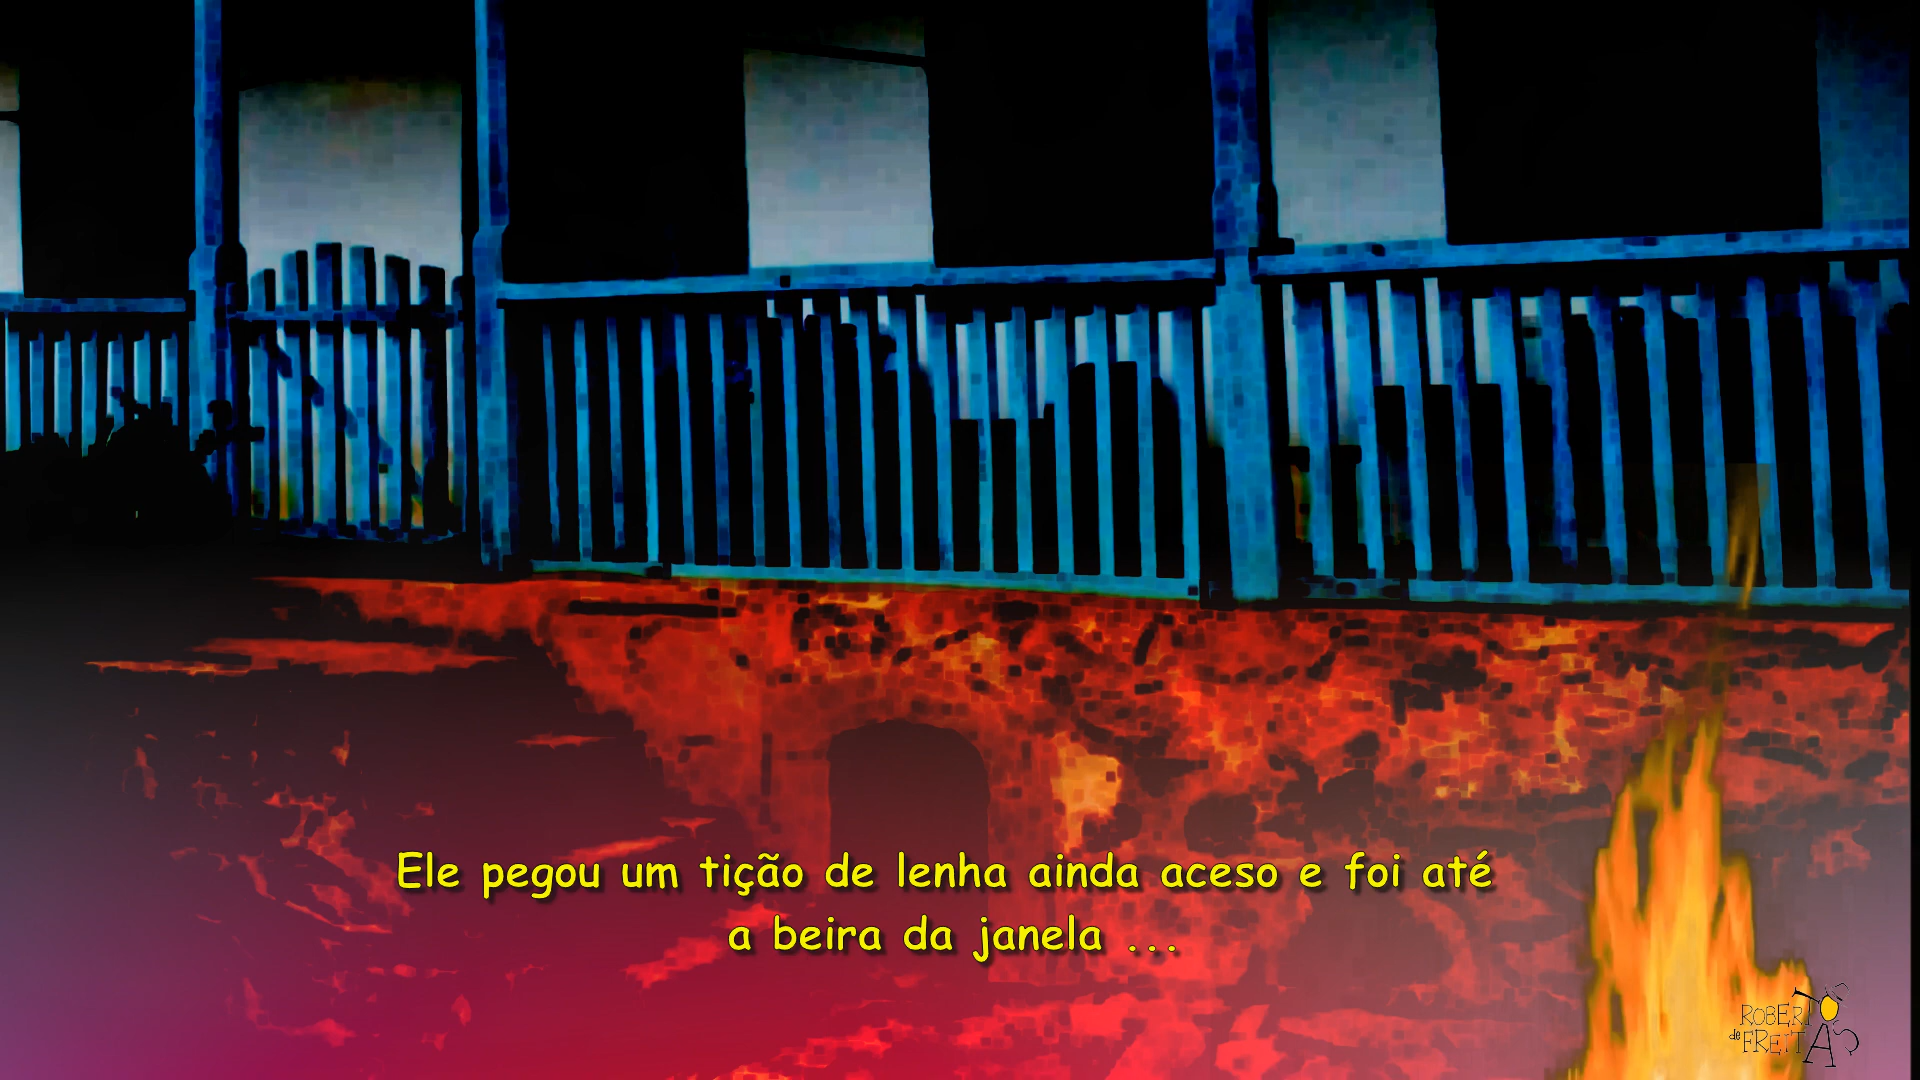 Ele pegou um tição de lenha ainda aceso e foi até
a beira da janela ...
ROBERTO
de FREITAS